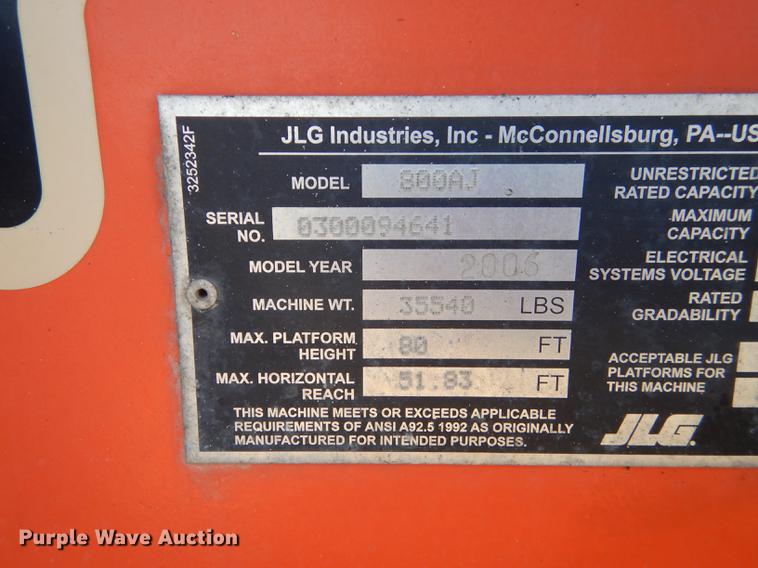 3252342F
JLG Industries, Inc - McConnellsburg, PA--US
MODEL 800AJ
UNRESTRICTED
RATED CAPACITY
SERIAL
NO. 0300094641
MAXIMUM
CAPACITY
MODEL YEAR 2006
ELECTRICAL
SYSTEMS VOLTAGE
MACHINE WT. 35540 LBS
RATED
GRADABILITY
MAX. PLATFORM
HEIGHT 80 FT
MAX. HORIZONTAL
REACH 51.83 FT
ACCEPTABLE JLG
PLATFORMS FOR
THIS MACHINE
THIS MACHINE MEETS OR EXCEEDS APPLICABLE
REQUIREMENTS OF ANSI A92.5 1992 AS ORIGINALLY
MANUFACTURED FOR INTENDED PURPOSES.
JLG
Purple Wave Auction